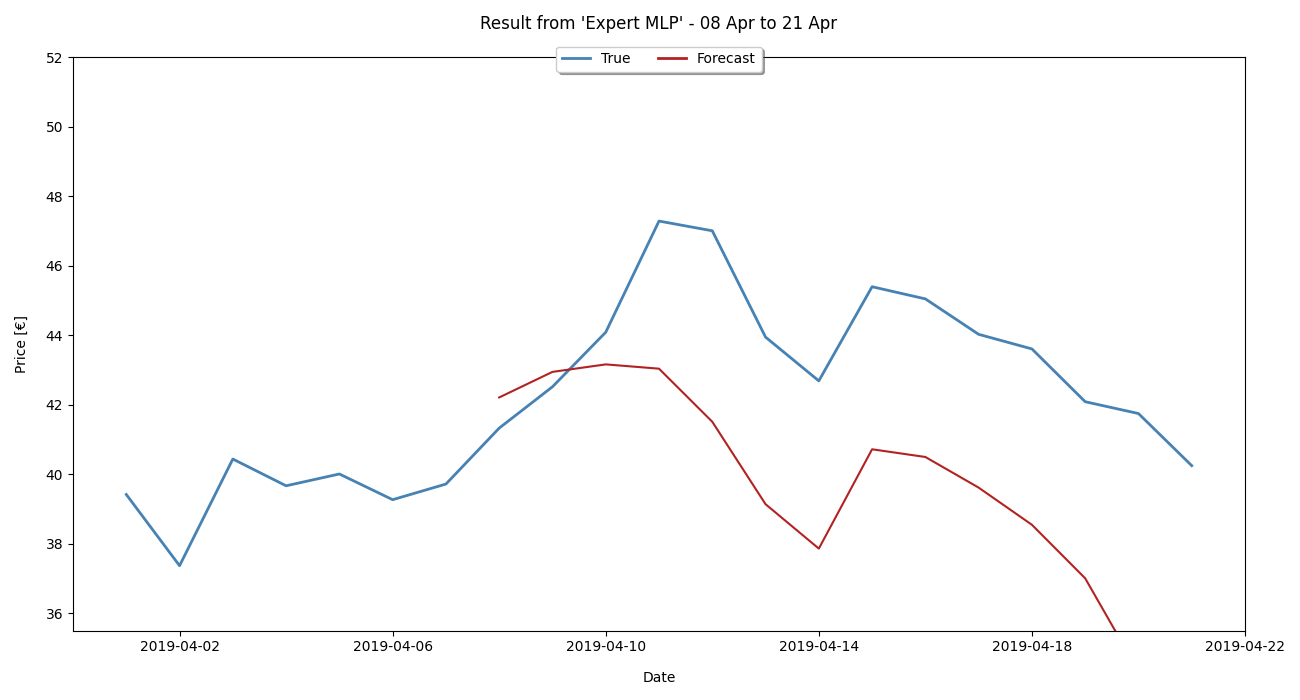 Result from 'Expert MLP' - 08 Apr to 21 Apr
True Forecast
52
50
48
46
44
42
40
38
36
Price [€]
2019-04-02 2019-04-06 2019-04-10 2019-04-14 2019-04-18 2019-04-22
Date